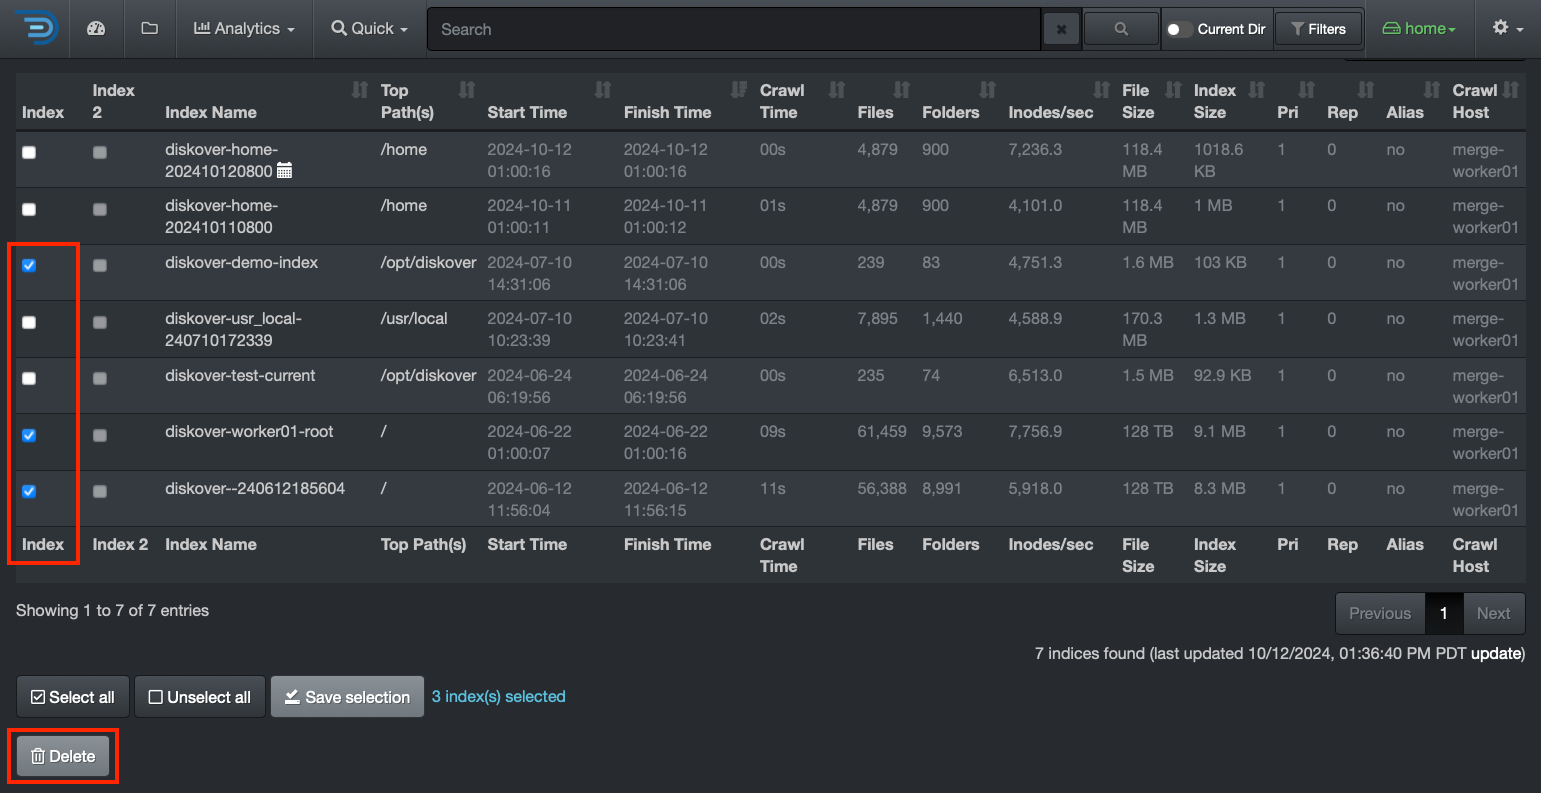 Analytics Quick Search Current Dir Filters home
Index Index 2 Index Name Top Path(s) Start Time Finish Time Crawl Time Files Folders Inodes/sec File Size Index Size Pri Rep Alias Crawl Host
diskover-home-202410120800 /home 2024-10-12 01:00:16 2024-10-12 01:00:16 00s 4,879 900 7,236.3 118.4 MB 1018.6 KB 1 0 no merge-worker01
diskover-home-202410110800 /home 2024-10-11 01:00:11 2024-10-11 01:00:12 01s 4,879 900 4,101.0 118.4 MB 1 MB 1 0 no merge-worker01
diskover-demo-index /opt/diskover 2024-07-10 14:31:06 2024-07-10 14:31:06 00s 239 83 4,751.3 1.6 MB 103 KB 1 0 no merge-worker01
diskover-usr_local-240710172339 /usr/local 2024-07-10 10:23:39 2024-07-10 10:23:41 02s 7,895 1,440 4,588.9 170.3 MB 1.3 MB 1 0 no merge-worker01
diskover-test-current /opt/diskover 2024-06-24 06:19:56 2024-06-24 06:19:56 00s 235 74 6,513.0 1.5 MB 92.9 KB 1 0 no merge-worker01
diskover-worker01-root / 2024-06-22 01:00:07 2024-06-22 01:00:16 09s 61,459 9,573 7,756.9 128 TB 9.1 MB 1 0 no merge-worker01
diskover--240612185604 / 2024-06-12 11:56:04 2024-06-12 11:56:15 11s 56,388 8,991 5,918.0 128 TB 8.3 MB 1 0 no merge-worker01
Index Index 2 Index Name Top Path(s) Start Time Finish Time Crawl Time Files Folders Inodes/sec File Size Index Size Pri Rep Alias Crawl Host
Showing 1 to 7 of 7 entries
Previous 1 Next
7 indices found (last updated 10/12/2024, 01:36:40 PM PDT update)
Select all Unselect all Save selection 3 index(s) selected
Delete